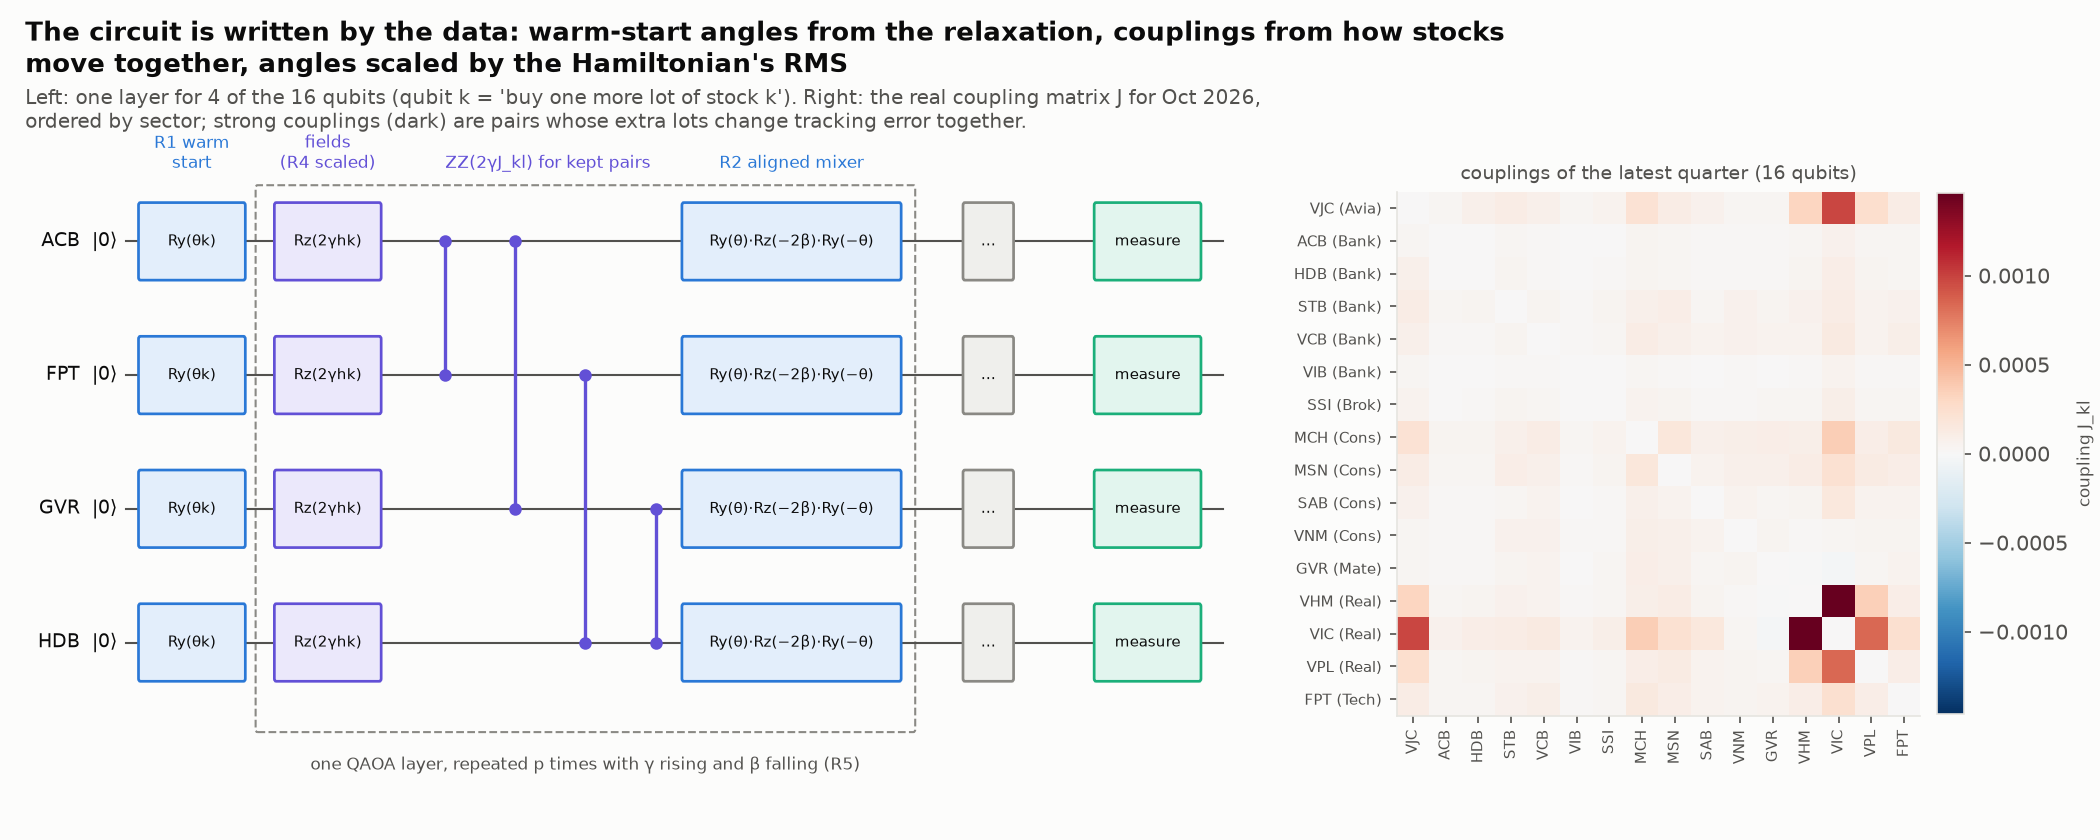 The circuit is written by the data: warm-start angles from the relaxation, couplings from how stocks
move together, angles scaled by the Hamiltonian's RMS
Left: one layer for 4 of the 16 qubits (qubit k = 'buy one more lot of stock k'). Right: the real coupling matrix J for Oct 2026,
ordered by sector; strong couplings (dark) are pairs whose extra lots change tracking error together.
R1 warm
start
fields
(R4 scaled)
ZZ(2γJ_kl) for kept pairs
R2 aligned mixer
ACB |0⟩
Ry(θk)
Rz(2γhk)
Ry(θ)·Rz(−2β)·Ry(−θ)
...
measure
FPT |0⟩
Ry(θk)
Rz(2γhk)
Ry(θ)·Rz(−2β)·Ry(−θ)
...
measure
GVR |0⟩
Ry(θk)
Rz(2γhk)
Ry(θ)·Rz(−2β)·Ry(−θ)
...
measure
HDB |0⟩
Ry(θk)
Rz(2γhk)
Ry(θ)·Rz(−2β)·Ry(−θ)
...
measure
one QAOA layer, repeated p times with γ rising and β falling (R5)
couplings of the latest quarter (16 qubits)
VJC (Avia)
ACB (Bank)
HDB (Bank)
STB (Bank)
VCB (Bank)
VIB (Bank)
SSI (Brok)
MCH (Cons)
MSN (Cons)
SAB (Cons)
VNM (Cons)
GVR (Mate)
VHM (Real)
VIC (Real)
VPL (Real)
FPT (Tech)
VJC
ACB
HDB
STB
VCB
VIB
SSI
MCH
MSN
SAB
VNM
GVR
VHM
VIC
VPL
FPT
0.0010
0.0005
0.0000
−0.0005
−0.0010
coupling J_kl